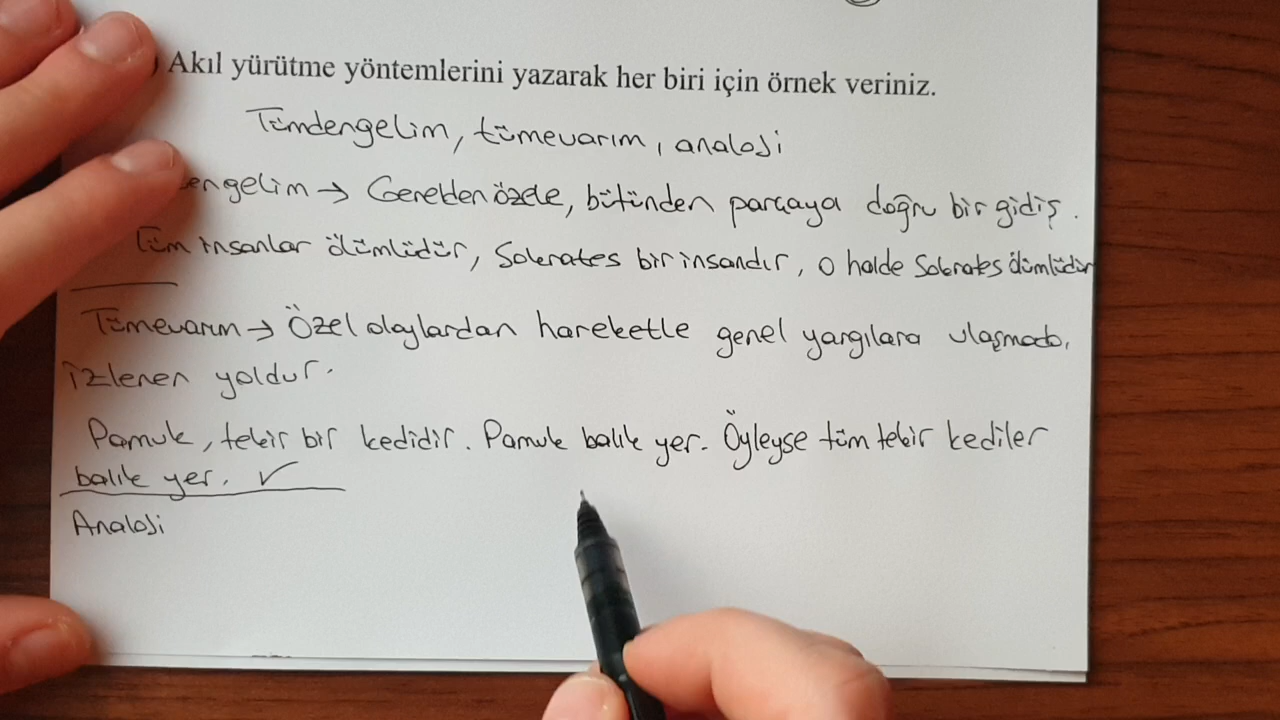 ) Akıl yürütme yöntemlerini yazarak her biri için örnek veriniz.
Tümdengelim, tümevarım, analoji
engelim → Genelden özele, bütünden parçaya doğru bir gidiş.
Tüm insanlar ölümlüdür, Sokrates bir insandır, o halde Sokrates ölümlüdür
Tümevarım → Özel olaylardan hareketle genel yargılara ulaşmada,
izlenen yoldur.
Pamuk, tekir bir kedidir. Pamuk balık yer. Öyleyse tüm tekir kediler
balık yer. ✓
Analoji